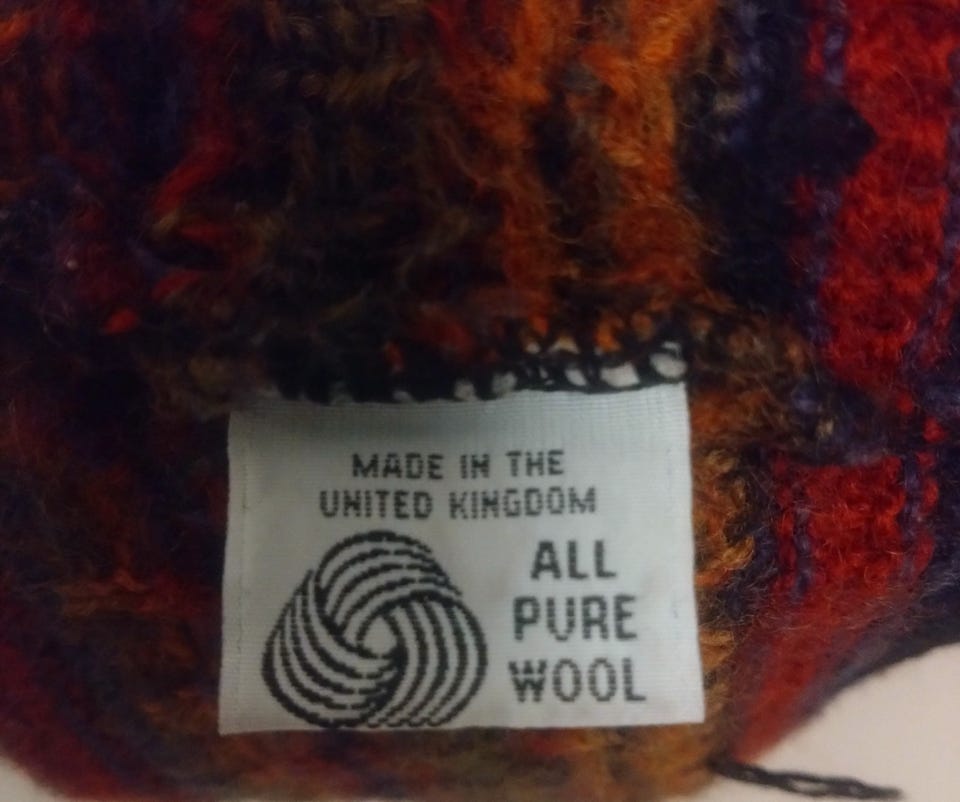 MADE IN THE
UNITED KINGDOM
ALL
PURE
WOOL